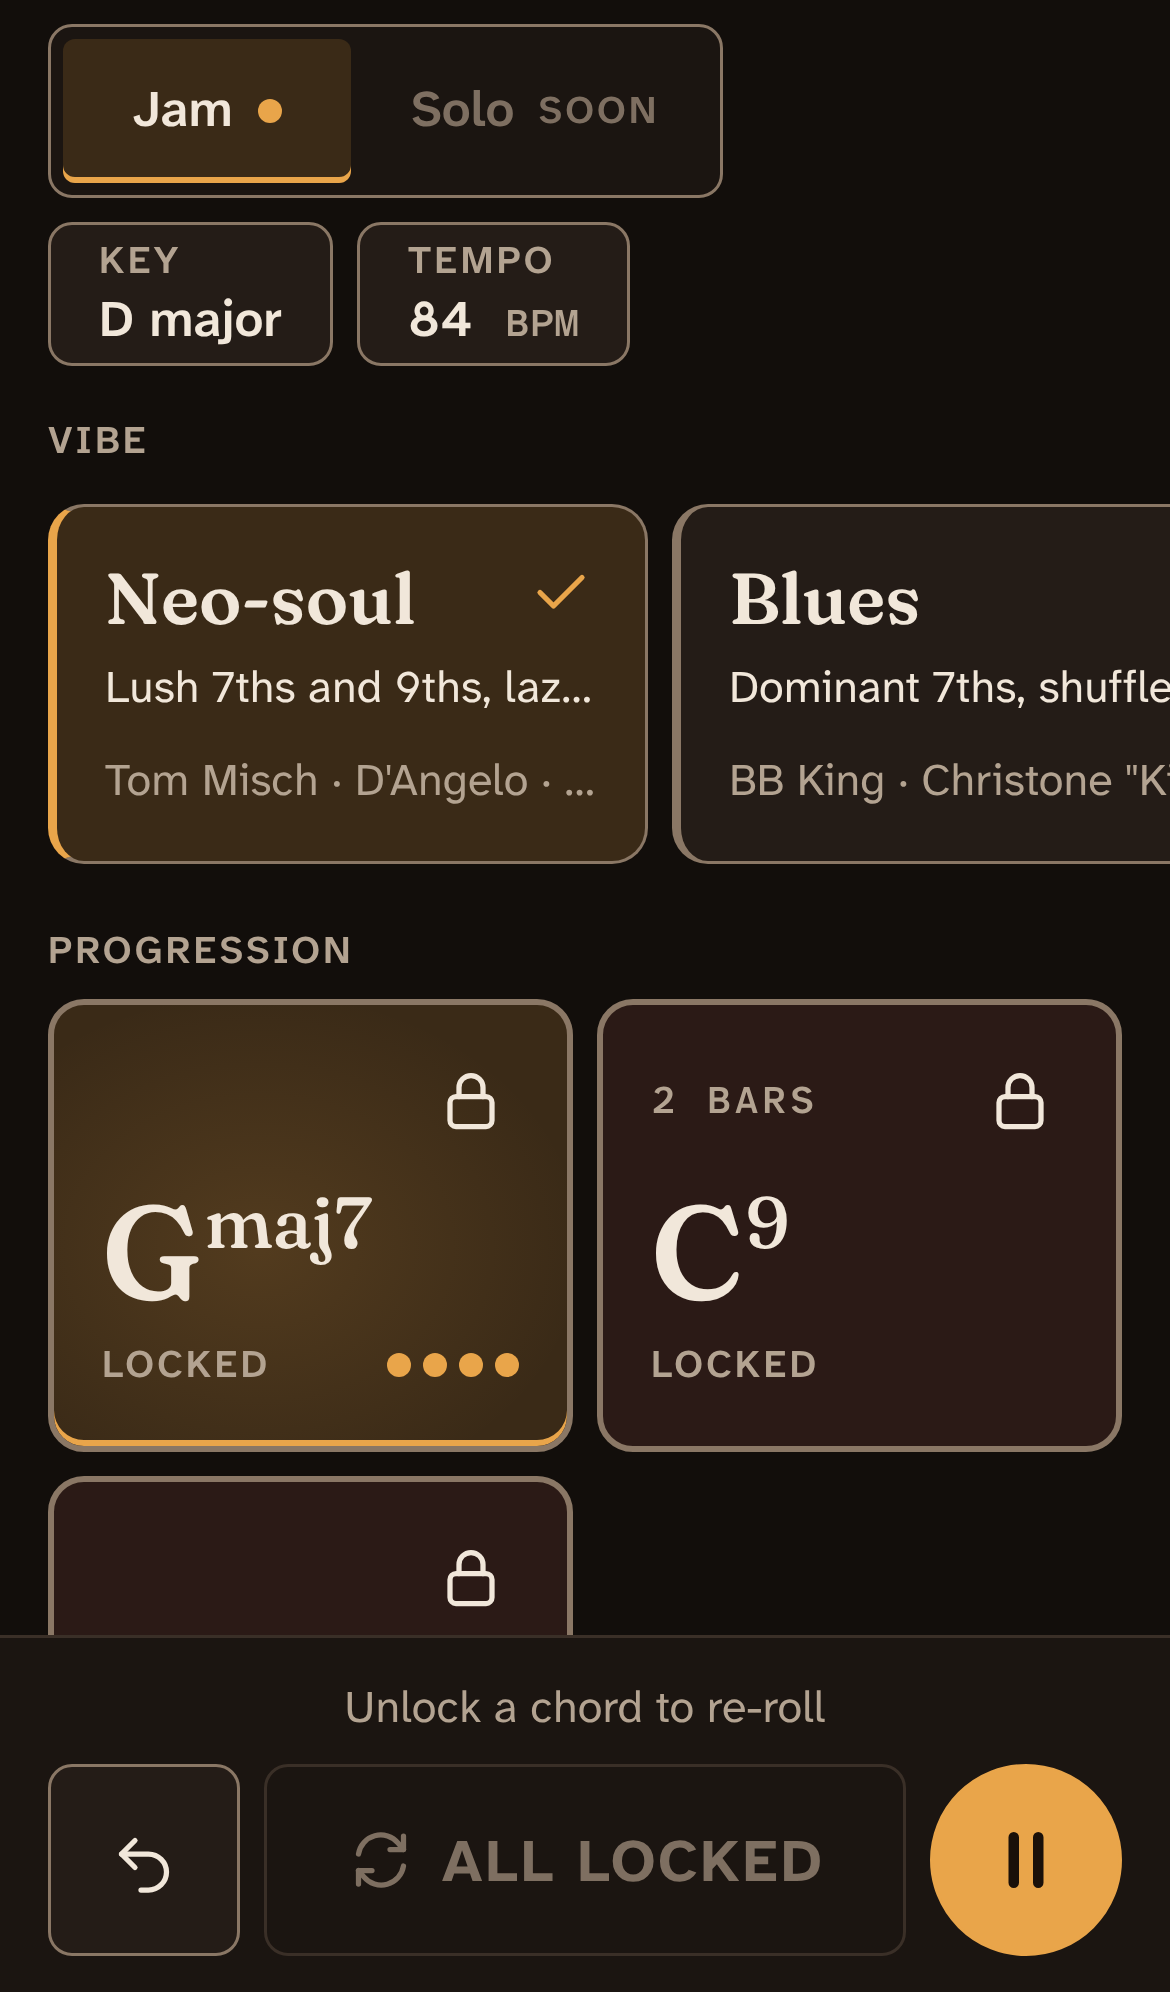 Jam
Solo SOON
KEY
D major
TEMPO
84 BPM
VIBE
Neo-soul
Lush 7ths and 9ths, laz...
Tom Misch · D'Angelo · ...
Blues
Dominant 7ths, shuffle
BB King · Christone "Ki
PROGRESSION
Gmaj7
LOCKED
2 BARS
C9
LOCKED
Unlock a chord to re-roll
ALL LOCKED